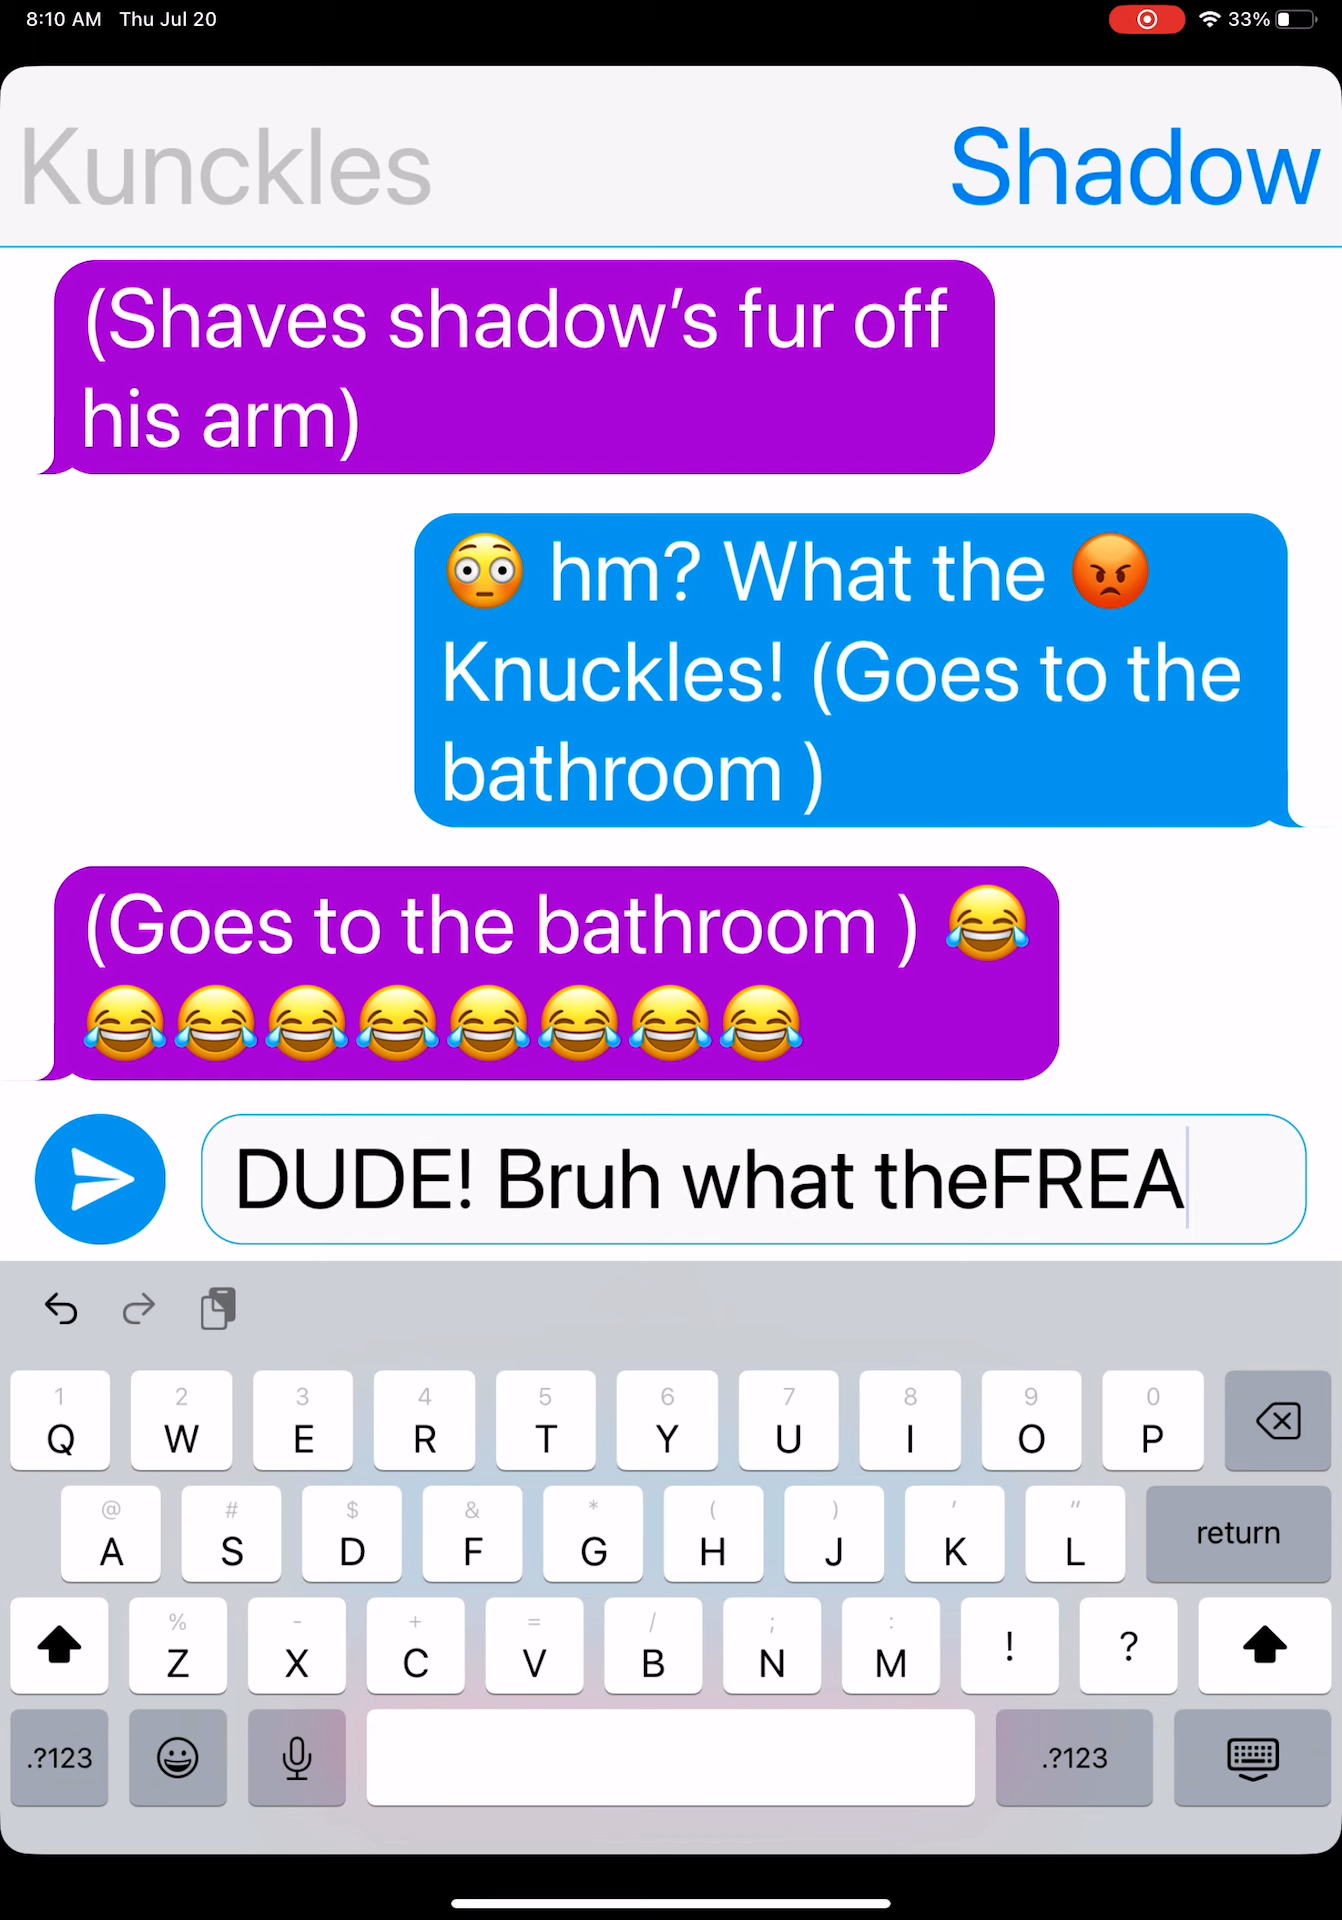 8:10 AM Thu Jul 20 33%
Kunckles Shadow
(Shaves shadow’s fur off
his arm)
😳 hm? What the 😡
Knuckles! (Goes to the
bathroom )
(Goes to the bathroom ) 😂
😂😂😂😂😂😂😂😂
DUDE! Bruh what theFREA
1 2 3 4 5 6 7 8 9 0
Q W E R T Y U I O P
@ # $ & * ( ) ' "
A S D F G H J K L return
% - + = / ; :
Z X C V B N M ! ?
.?123 .?123